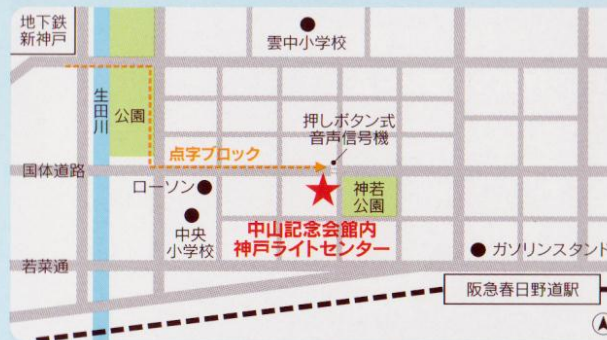 地下鉄
新神戸
雲中小学校
生田川
公園
押しボタン式
音声信号機
点字ブロック
国体道路
ローソン
神若
公園
中央
小学校
中山記念会館内
神戸ライトセンター
ガソリンスタンド
若菜通
阪急春日野道駅